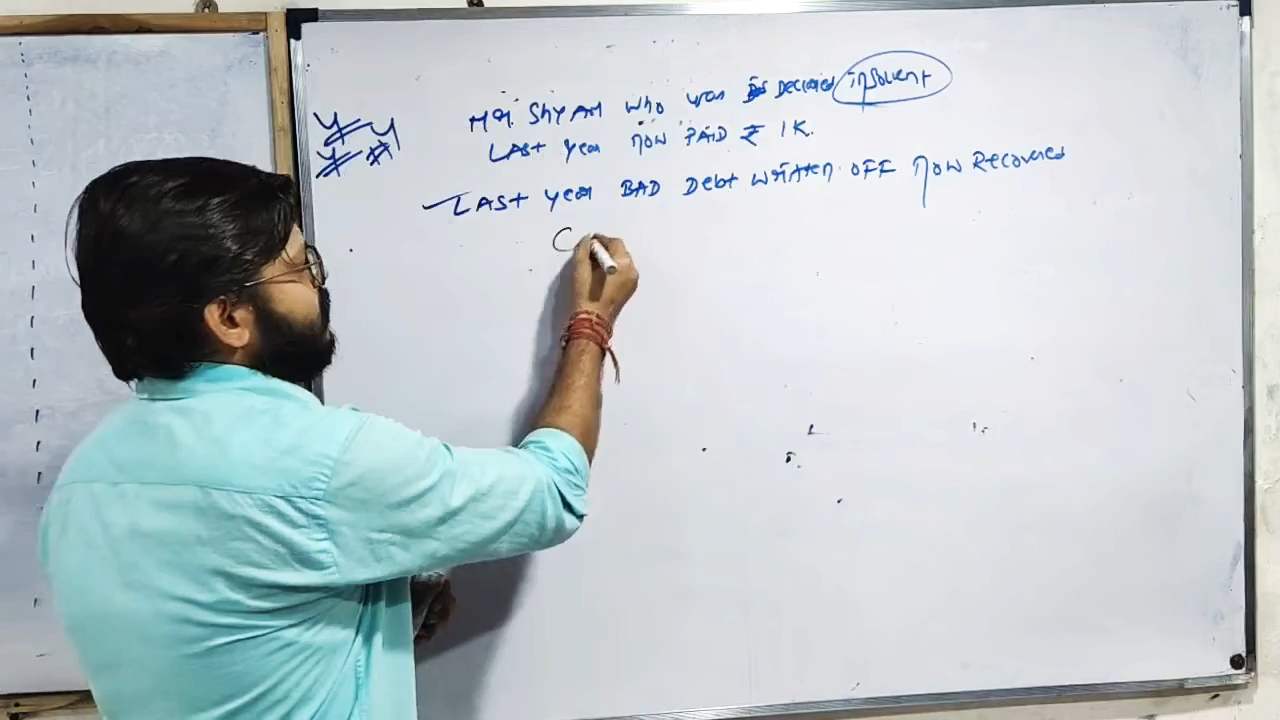 Mr. Shyam who was Declared insolvent
LAST year now PAID ₹ 1K.
LAST year BAD Debt written OFF now Recovered
C